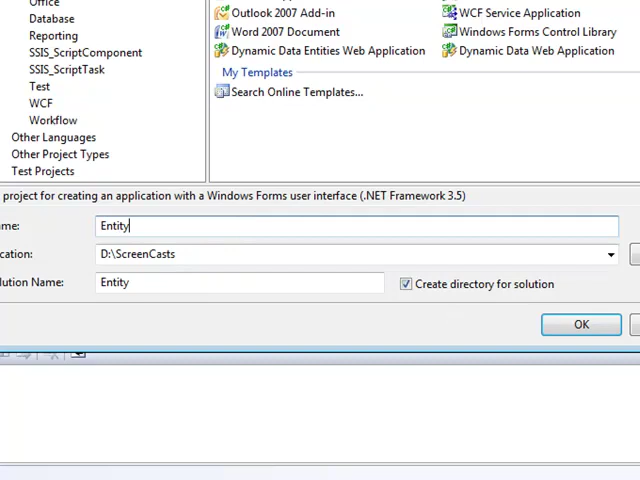 Office
Database
Reporting
SSIS_ScriptComponent
SSIS_ScriptTask
Test
WCF
Workflow
Other Languages
Other Project Types
Test Projects
Outlook 2007 Add-in
Word 2007 Document
Dynamic Data Entities Web Application
WCF Service Application
Windows Forms Control Library
Dynamic Data Web Application
My Templates
Search Online Templates...
project for creating an application with a Windows Forms user interface (.NET Framework 3.5)
ame: Entity
cation: D:\ScreenCasts
lution Name: Entity
Create directory for solution
OK